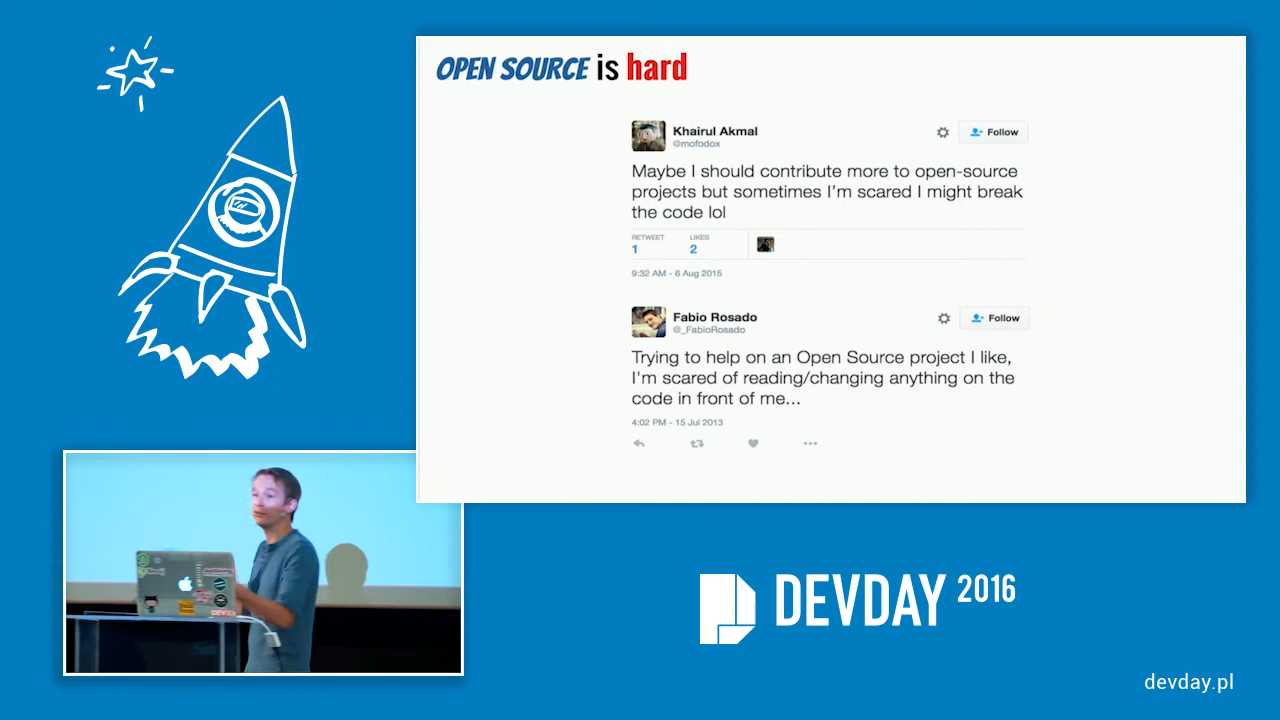 OPEN SOURCE is hard
Khairul Akmal
@mofodox
Follow
Maybe I should contribute more to open-source
projects but sometimes I'm scared I might break
the code lol
RETWEET LIKES
1 2
9:32 AM - 6 Aug 2015
Fabio Rosado
@_FabioRosado
Follow
Trying to help on an Open Source project I like,
I'm scared of reading/changing anything on the
code in front of me...
4:02 PM - 15 Jul 2013
DEVDAY 2016
devday.pl